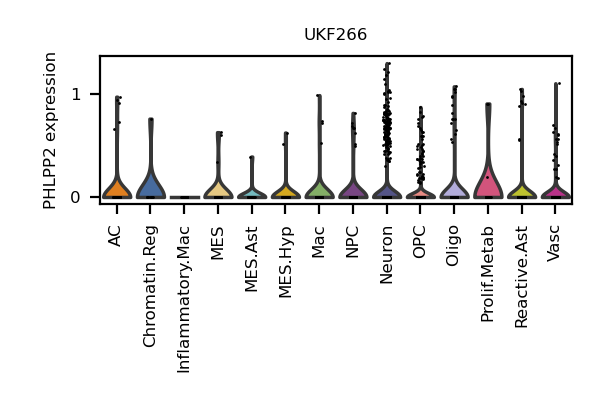 UKF266
PHLPP2 expression
1
0
AC
Chromatin.Reg
Inflammatory.Mac
MES
MES.Ast
MES.Hyp
Mac
NPC
Neuron
OPC
Oligo
Prolif.Metab
Reactive.Ast
Vasc